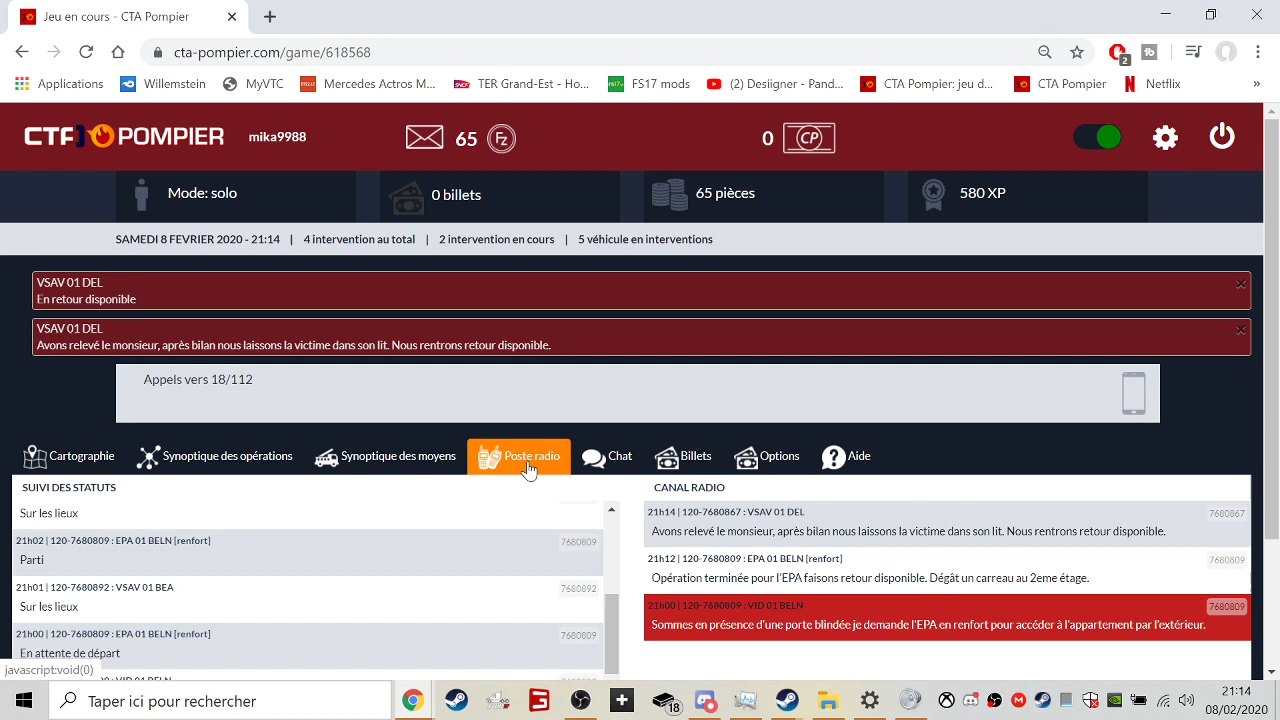 Jeu en cours - CTA Pompier
cta-pompier.com/game/618568
2
Applications
Willemstein
MyVTC
Mercedes Actros M...
TER Grand-Est - Ho...
FS17 mods
(2) Desiigner - Pand...
CTA Pompier: jeu d...
CTA Pompier
Netflix
»
POMPIER
mika9988
65 Fz
0 CP
Mode: solo
0 billets
65 pièces
580 XP
SAMEDI 8 FEVRIER 2020 - 21:14 | 4 intervention au total | 2 intervention en cours | 5 véhicule en interventions
VSAV 01 DEL
En retour disponible
VSAV 01 DEL
Avons relevé le monsieur, après bilan nous laissons la victime dans son lit. Nous rentrons retour disponible.
Appels vers 18/112
Cartographie
Synoptique des opérations
Synoptique des moyens
Poste radio
Chat
Billets
Options
Aide
SUIVI DES STATUTS
Sur les lieux
21h02 | 120-7680809 : EPA 01 BELN [renfort] 7680809
Parti
21h01 | 120-7680892 : VSAV 01 BEA 7680892
Sur les lieux
21h00 | 120-7680809 : EPA 01 BELN [renfort] 7680809
En attente de départ
CANAL RADIO
21h14 | 120-7680867 : VSAV 01 DEL 7680867
Avons relevé le monsieur, après bilan nous laissons la victime dans son lit. Nous rentrons retour disponible.
21h12 | 120-7680809 : EPA 01 BELN [renfort] 7680809
Opération terminée pour l'EPA faisons retour disponible. Dégât un carreau au 2eme étage.
21h00 | 120-7680809 : VID 01 BELN 7680809
Sommes en présence d'une porte blindée je demande l'EPA en renfort pour accéder à l'appartement par l'extérieur.
javascript:void(0)
Taper ici pour rechercher
18
21:14
08/02/2020